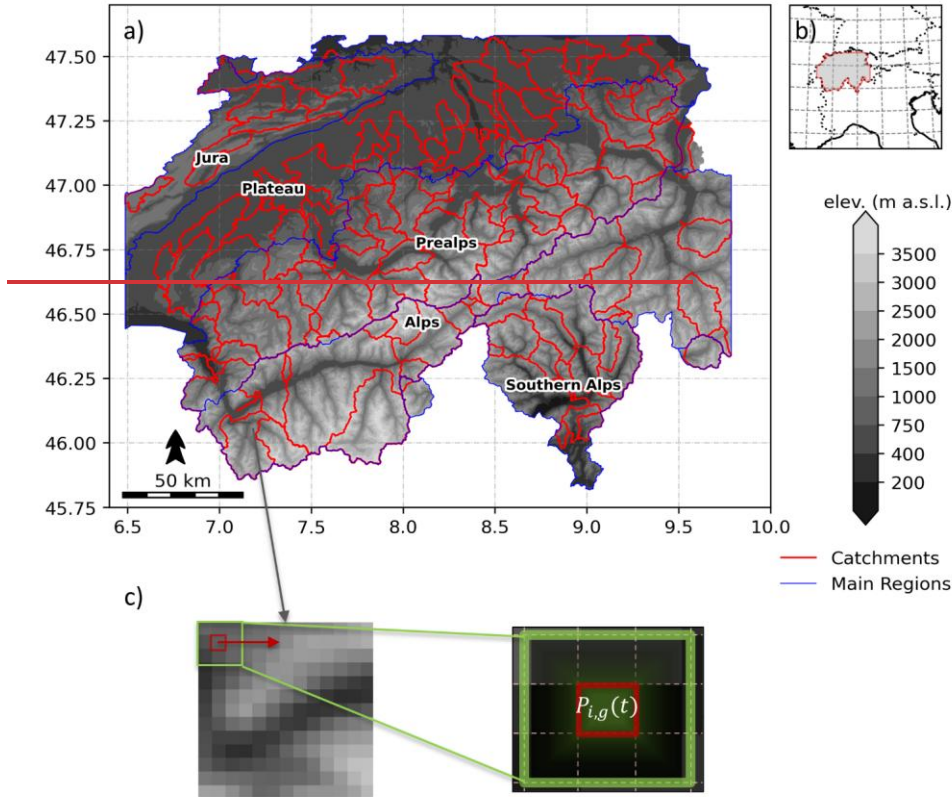 a)
b)
47.50
47.25
47.00
46.75
46.50
46.25
46.00
45.75
Jura
Plateau
Prealps
Alps
Southern Alps
50 km
6.5 7.0 7.5 8.0 8.5 9.0 9.5 10.0
elev. (m a.s.l.)
3500
3000
2500
2000
1500
1000
750
400
200
Catchments
Main Regions
c)
P_{i,g}(t)